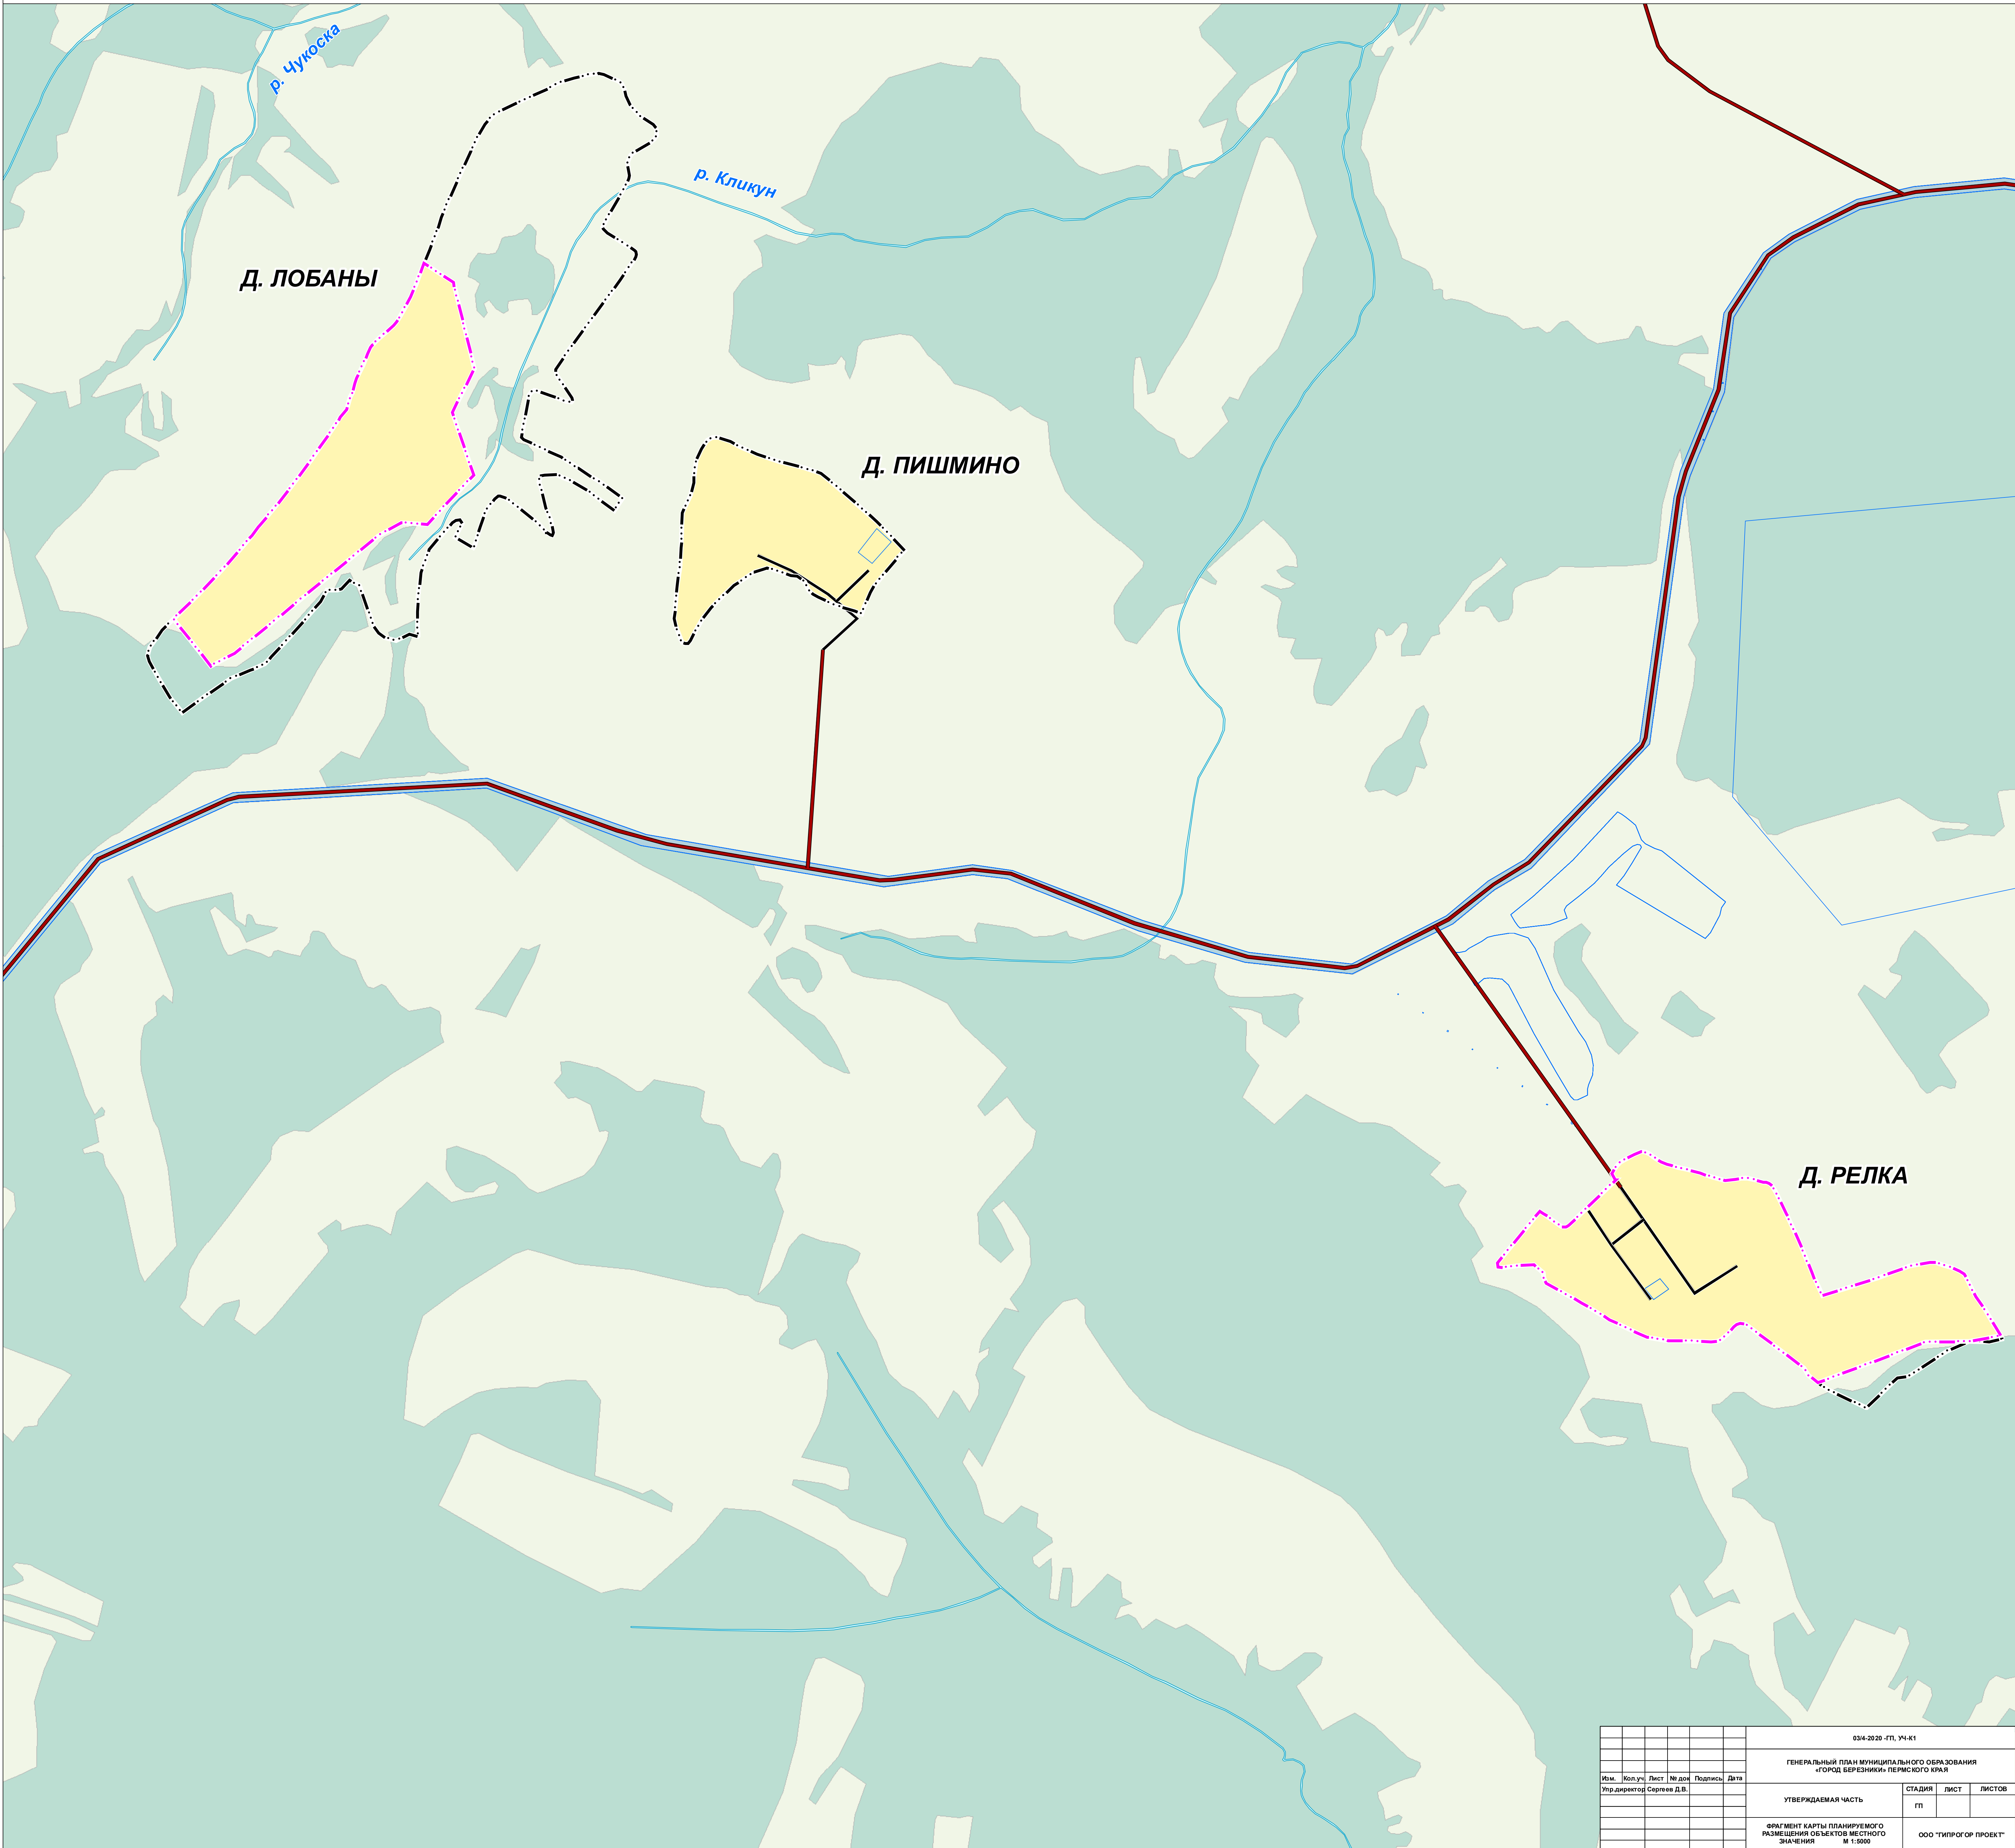 р. Чукоска
р. Кликун
Д. ЛОБАНЫ
Д. ПИШМИНО
Д. РЕЛКА
03/4-2020 -ГП, УЧ-К1
ГЕНЕРАЛЬНЫЙ ПЛАН МУНИЦИПАЛЬНОГО ОБРАЗОВАНИЯ
«ГОРОД БЕРЕЗНИКИ» ПЕРМСКОГО КРАЯ
Изм. Кол.уч Лист № док Подпись Дата
Упр.директор Сергеев Д.В.
УТВЕРЖДАЕМАЯ ЧАСТЬ
СТАДИЯ ЛИСТ ЛИСТОВ
ГП
ФРАГМЕНТ КАРТЫ ПЛАНИРУЕМОГО
РАЗМЕЩЕНИЯ ОБЪЕКТОВ МЕСТНОГО
ЗНАЧЕНИЯ М 1:5000
ООО "ГИПРОГОР ПРОЕКТ"